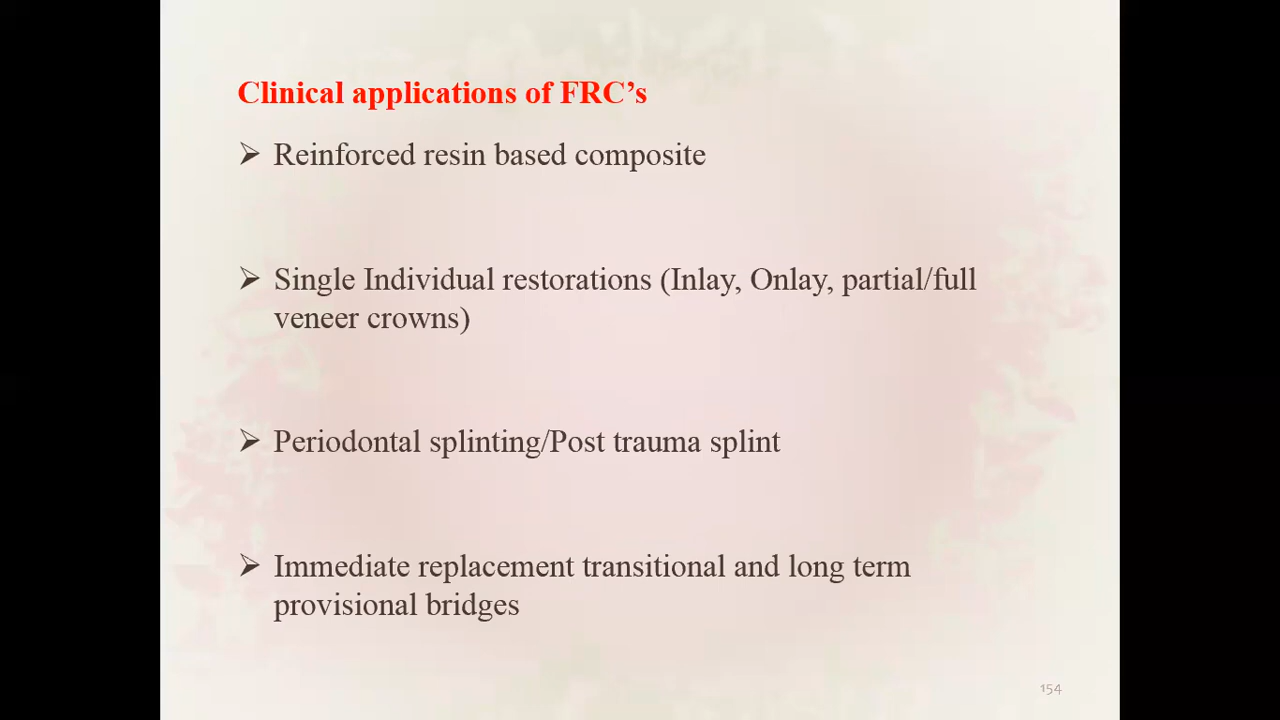 Clinical applications of FRC’s
➢ Reinforced resin based composite
➢ Single Individual restorations (Inlay, Onlay, partial/full
veneer crowns)
➢ Periodontal splinting/Post trauma splint
➢ Immediate replacement transitional and long term
provisional bridges
154